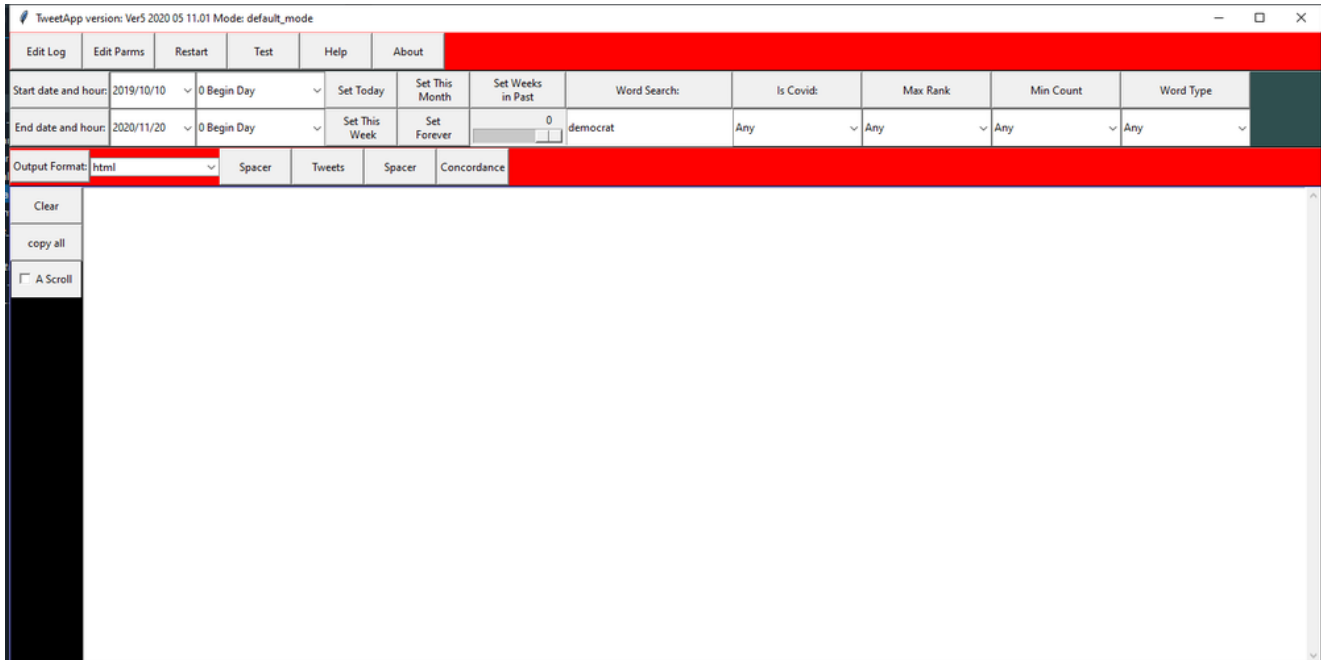 TweetApp version: Ver5 2020 05 11.01 Mode: default_mode
Edit Log Edit Parms Restart Test Help About
Start date and hour: 2019/10/10 0 Begin Day Set Today Set This Month Set Weeks in Past Word Search: Is Covid: Max Rank Min Count Word Type
End date and hour: 2020/11/20 0 Begin Day Set This Week Set Forever 0 democrat Any Any Any Any
Output Format: html Spacer Tweets Spacer Concordance
Clear
copy all
A Scroll